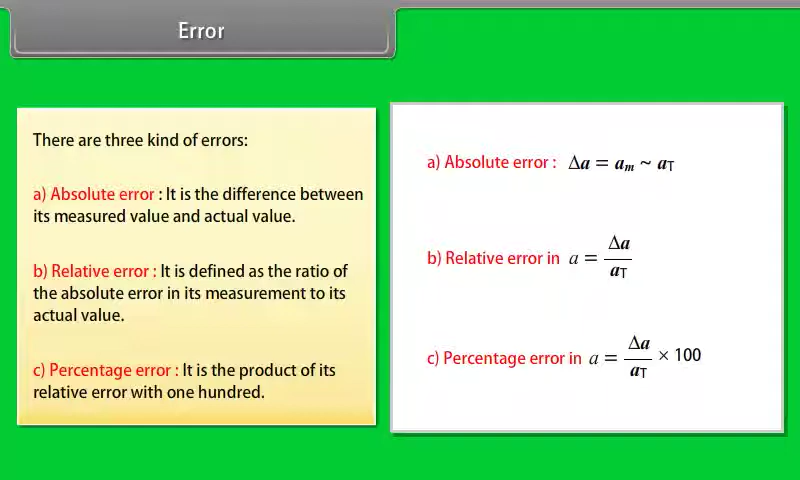 Error
There are three kind of errors:
a) Absolute error : It is the difference between
its measured value and actual value.
b) Relative error : It is defined as the ratio of
the absolute error in its measurement to its
actual value.
c) Percentage error : It is the product of its
relative error with one hundred.
a) Absolute error : Δa = aₘ ~ a_T
b) Relative error in a = Δa / a_T
c) Percentage error in a = Δa / a_T × 100